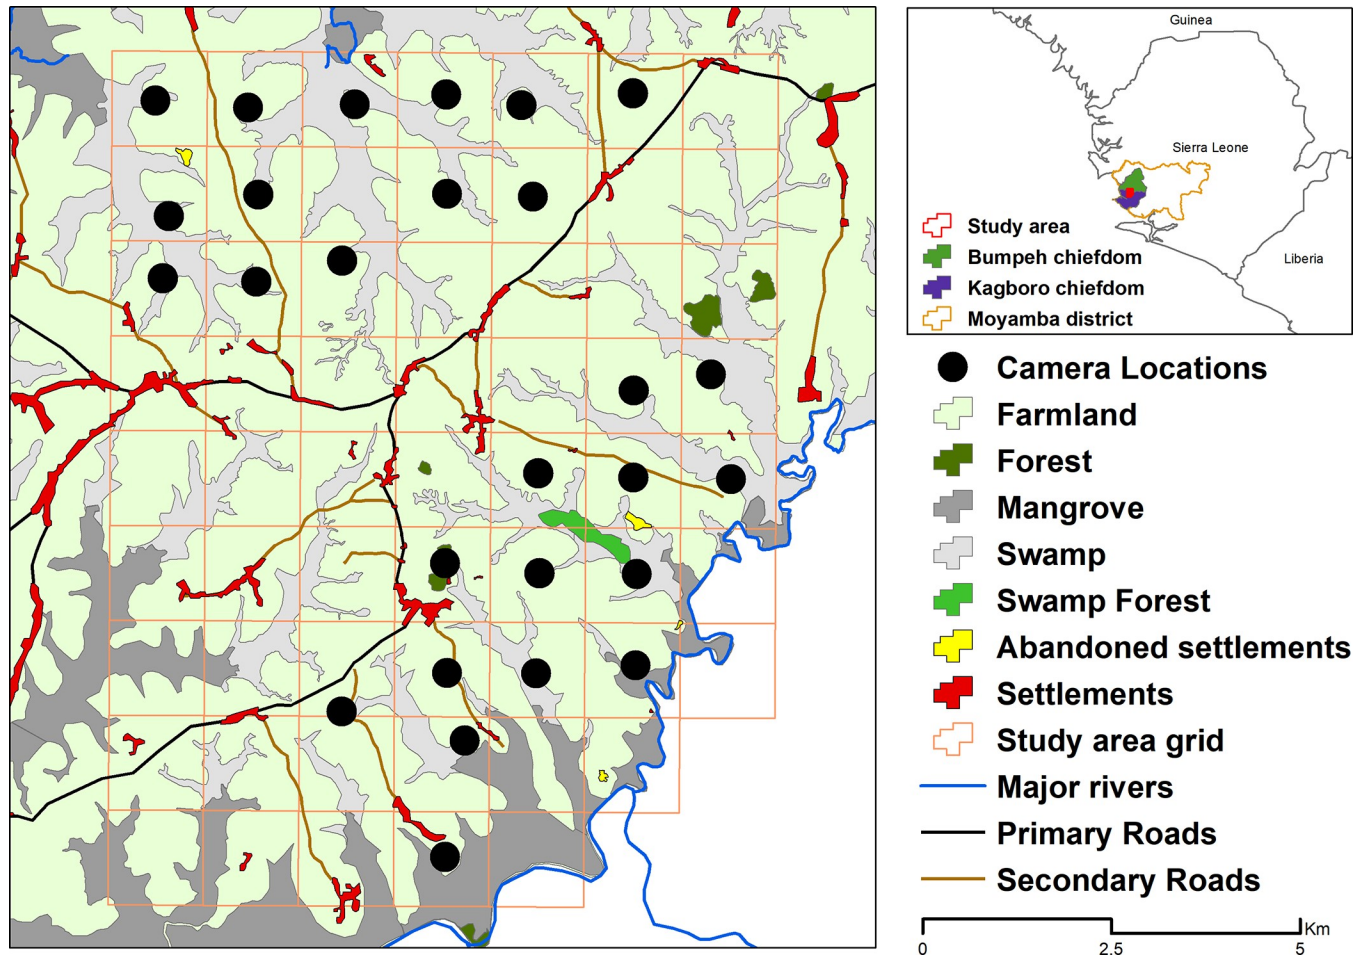 Guinea
Sierra Leone
Liberia
Study area
Bumpeh chiefdom
Kagboro chiefdom
Moyamba district
Camera Locations
Farmland
Forest
Mangrove
Swamp
Swamp Forest
Abandoned settlements
Settlements
Study area grid
Major rivers
Primary Roads
Secondary Roads
Km
0 2.5 5